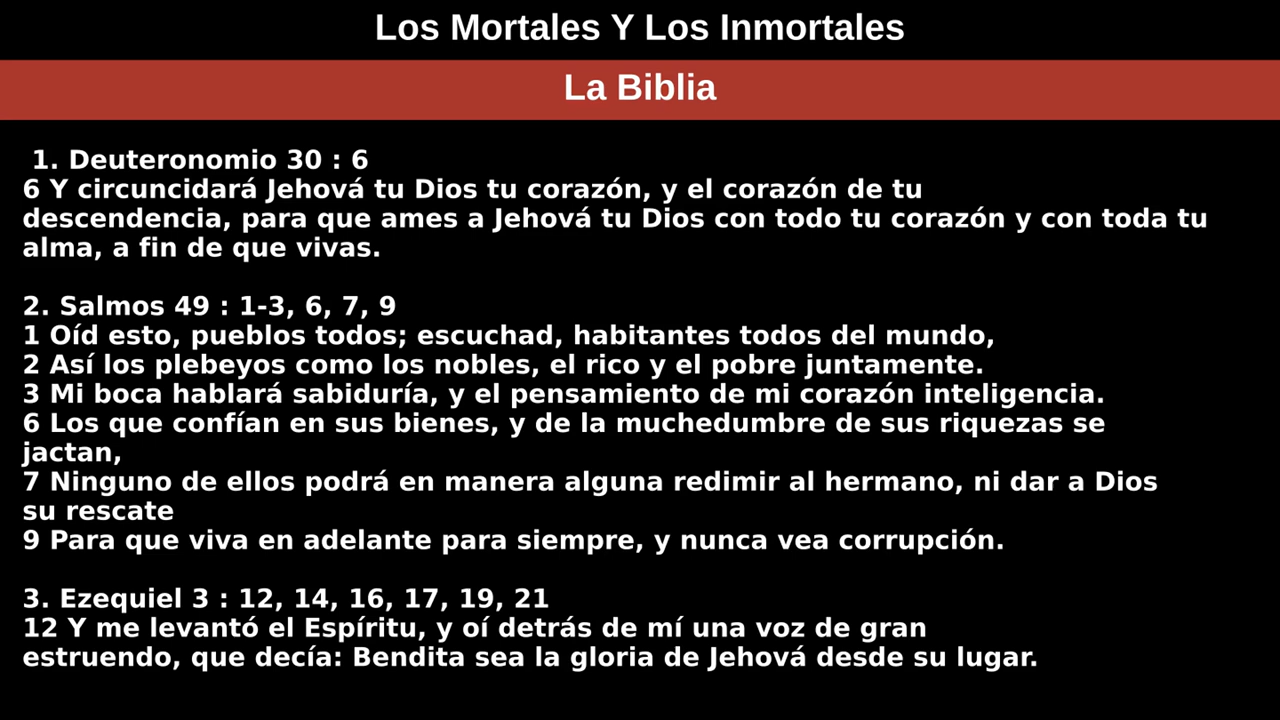 Los Mortales Y Los Inmortales
La Biblia
1. Deuteronomio 30 : 6
6 Y circuncidará Jehová tu Dios tu corazón, y el corazón de tu
descendencia, para que ames a Jehová tu Dios con todo tu corazón y con toda tu
alma, a fin de que vivas.
2. Salmos 49 : 1-3, 6, 7, 9
1 Oíd esto, pueblos todos; escuchad, habitantes todos del mundo,
2 Así los plebeyos como los nobles, el rico y el pobre juntamente.
3 Mi boca hablará sabiduría, y el pensamiento de mi corazón inteligencia.
6 Los que confían en sus bienes, y de la muchedumbre de sus riquezas se
jactan,
7 Ninguno de ellos podrá en manera alguna redimir al hermano, ni dar a Dios
su rescate
9 Para que viva en adelante para siempre, y nunca vea corrupción.
3. Ezequiel 3 : 12, 14, 16, 17, 19, 21
12 Y me levantó el Espíritu, y oí detrás de mí una voz de gran
estruendo, que decía: Bendita sea la gloria de Jehová desde su lugar.